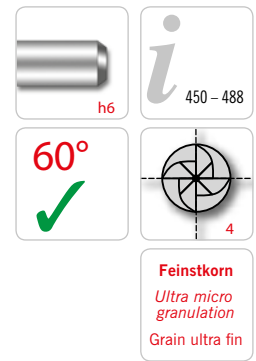 h6
i
450 – 488
60°
4
Feinstkorn
Ultra micro
granulation
Grain ultra fin